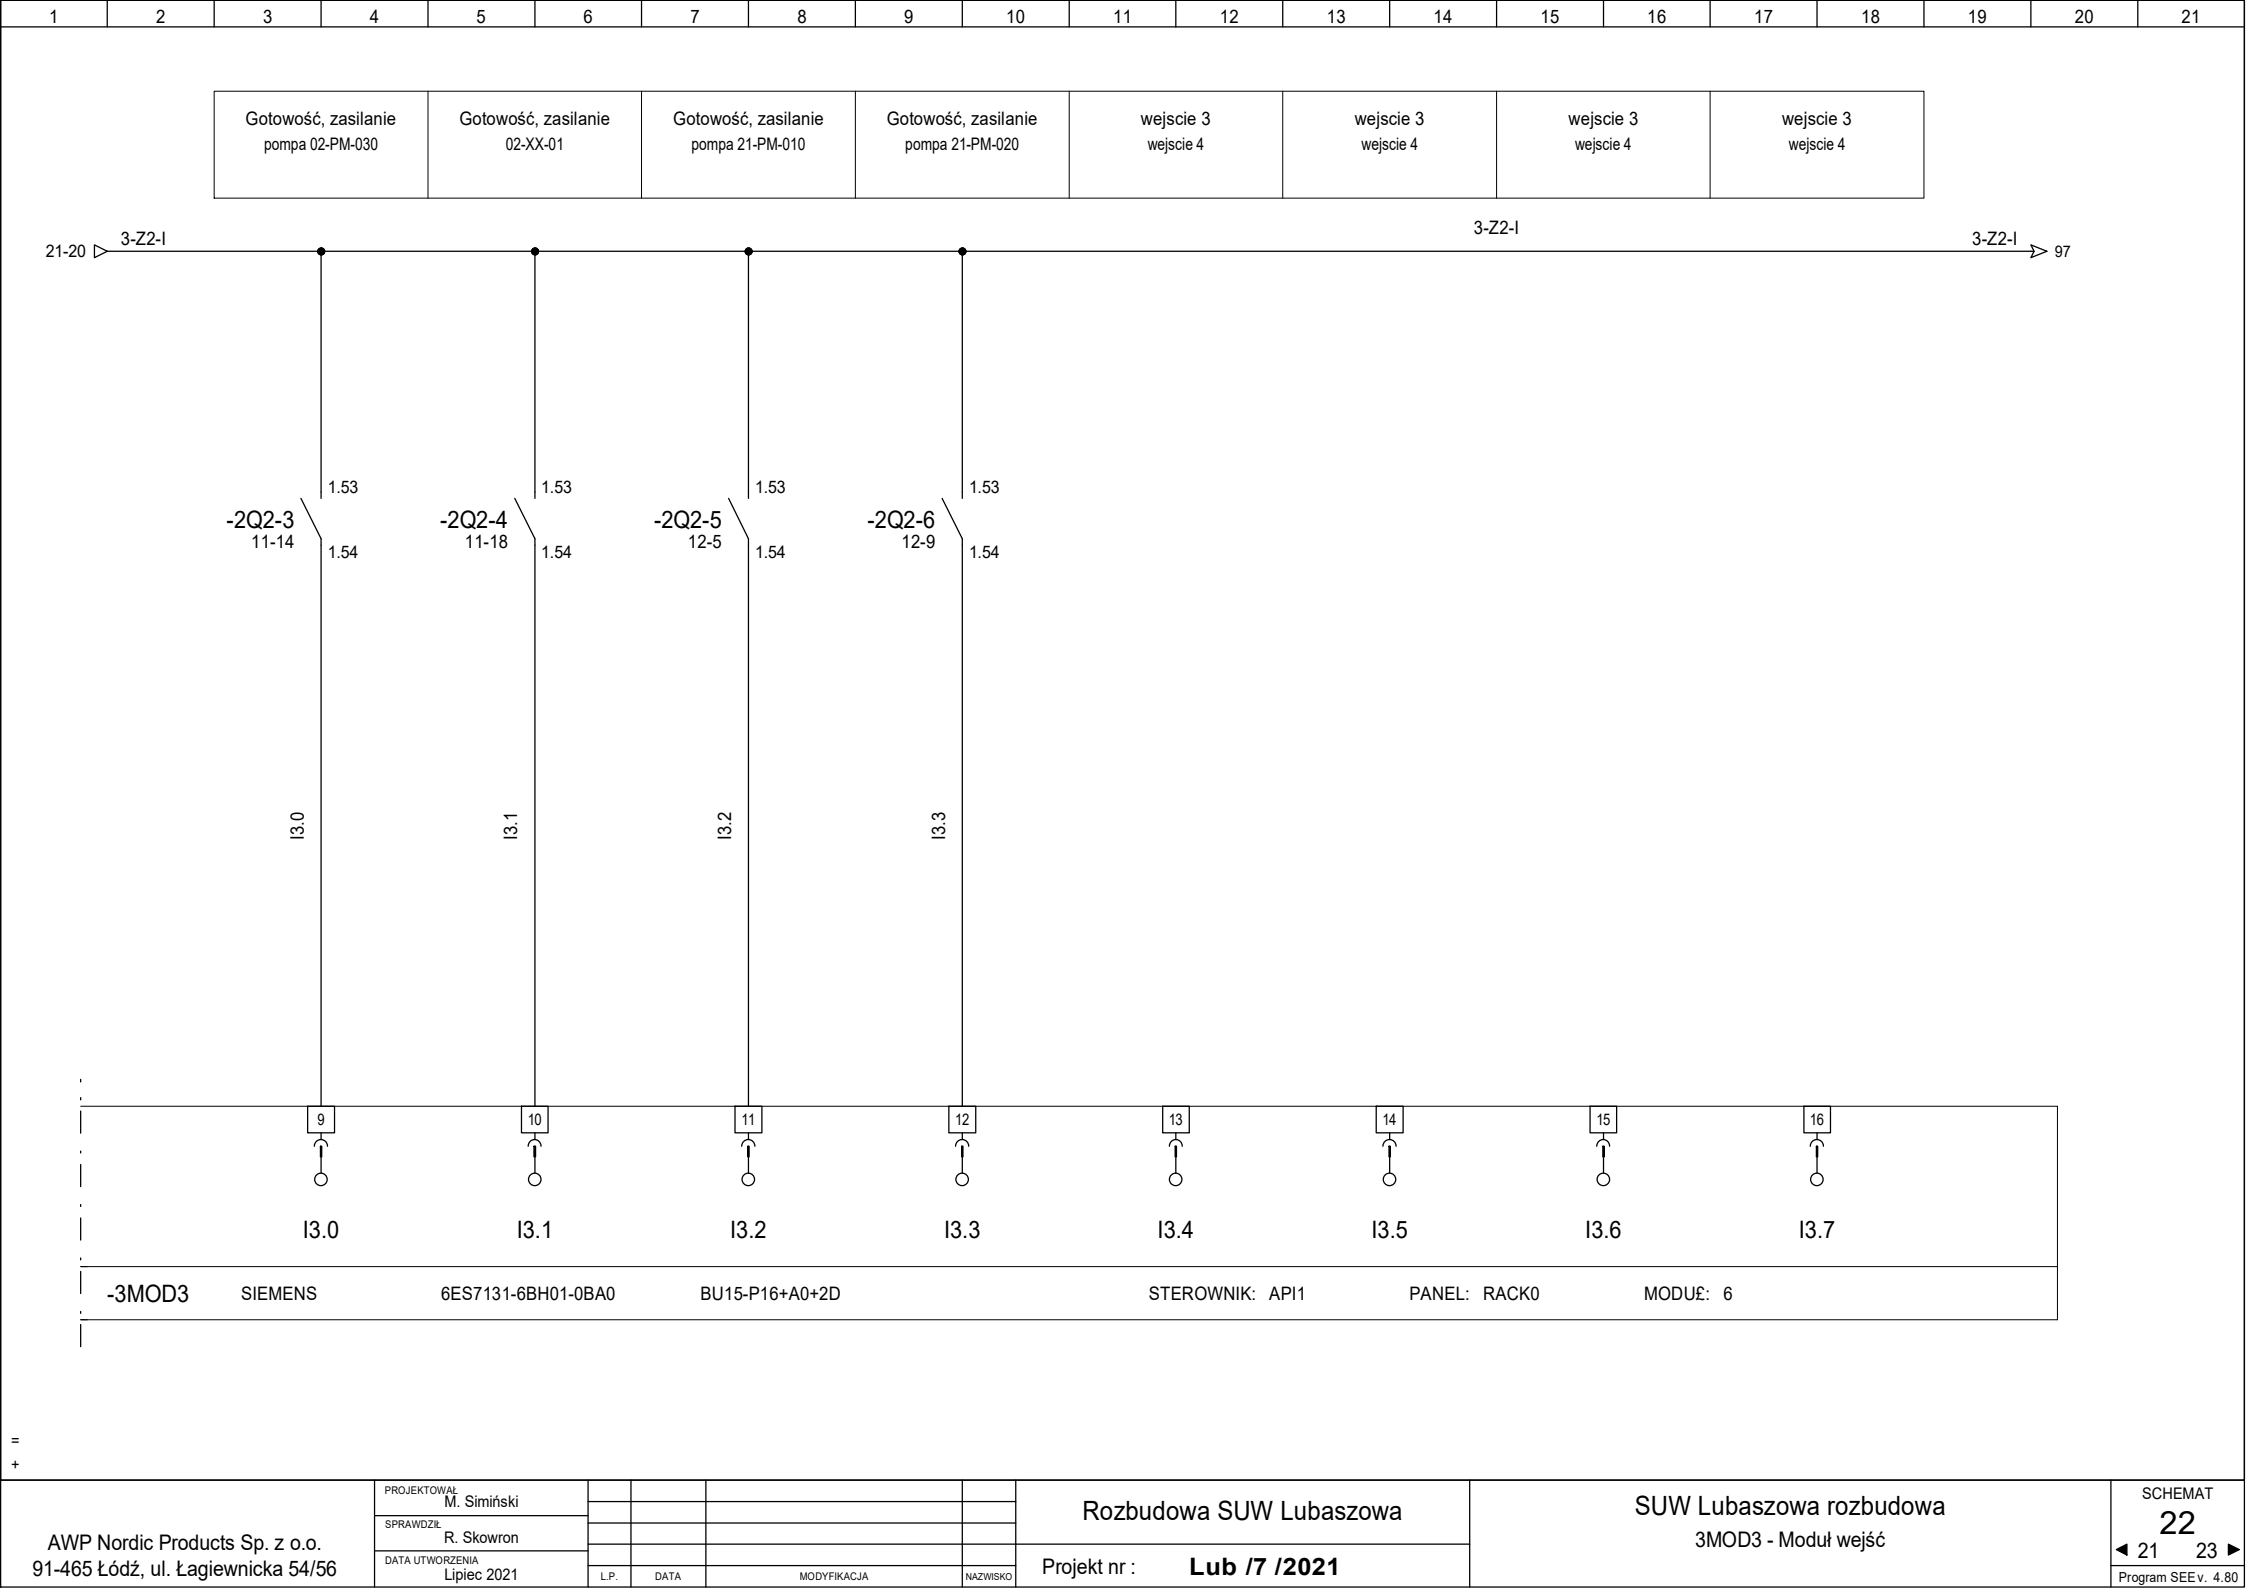 1 2 3 4 5 6 7 8 9 10 11 12 13 14 15 16 17 18 19 20 21
Gotowość, zasilanie Gotowość, zasilanie Gotowość, zasilanie Gotowość, zasilanie wejscie 3 wejscie 3 wejscie 3 wejscie 3
pompa 02-PM-030 02-XX-01 pompa 21-PM-010 pompa 21-PM-020 wejscie 4 wejscie 4 wejscie 4 wejscie 4
3-Z2-I
3-Z2-I 3-Z2-I
21-20 97
1.53 1.53 1.53 1.53
-2Q2-3 -2Q2-4 -2Q2-5 -2Q2-6
11-14 11-18 12-5 12-9
1.54 1.54 1.54 1.54
I3.0 I3.1 I3.2 I3.3
9 10 11 12 13 14 15 16
I3.0 I3.1 I3.2 I3.3 I3.4 I3.5 I3.6 I3.7
-3MOD3 SIEMENS 6ES7131-6BH01-0BA0 BU15-P16+A0+2D STEROWNIK: API1 PANEL: RACK0 MODU£: 6
=
+
AWP Nordic Products Sp. z o.o.
91-465 Łódź, ul. Łagiewnicka 54/56
PROJEKTOWAŁ
M. Simiński
SPRAWDZIŁ
R. Skowron
DATA UTWORZENIA
Lipiec 2021
L.P. DATA MODYFIKACJA NAZWISKO
Rozbudowa SUW Lubaszowa
Projekt nr : Lub /7 /2021
SUW Lubaszowa rozbudowa
3MOD3 - Moduł wejść
SCHEMAT
22
21 23
Program SEE v. 4.80